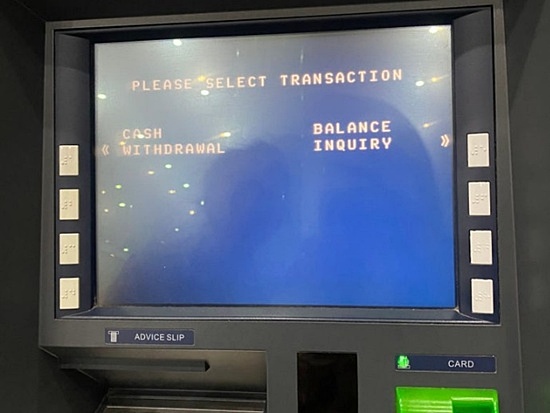 PLEASE SELECT TRANSACTION
CASH
WITHDRAWAL
BALANCE
INQUIRY
ADVICE SLIP
CARD